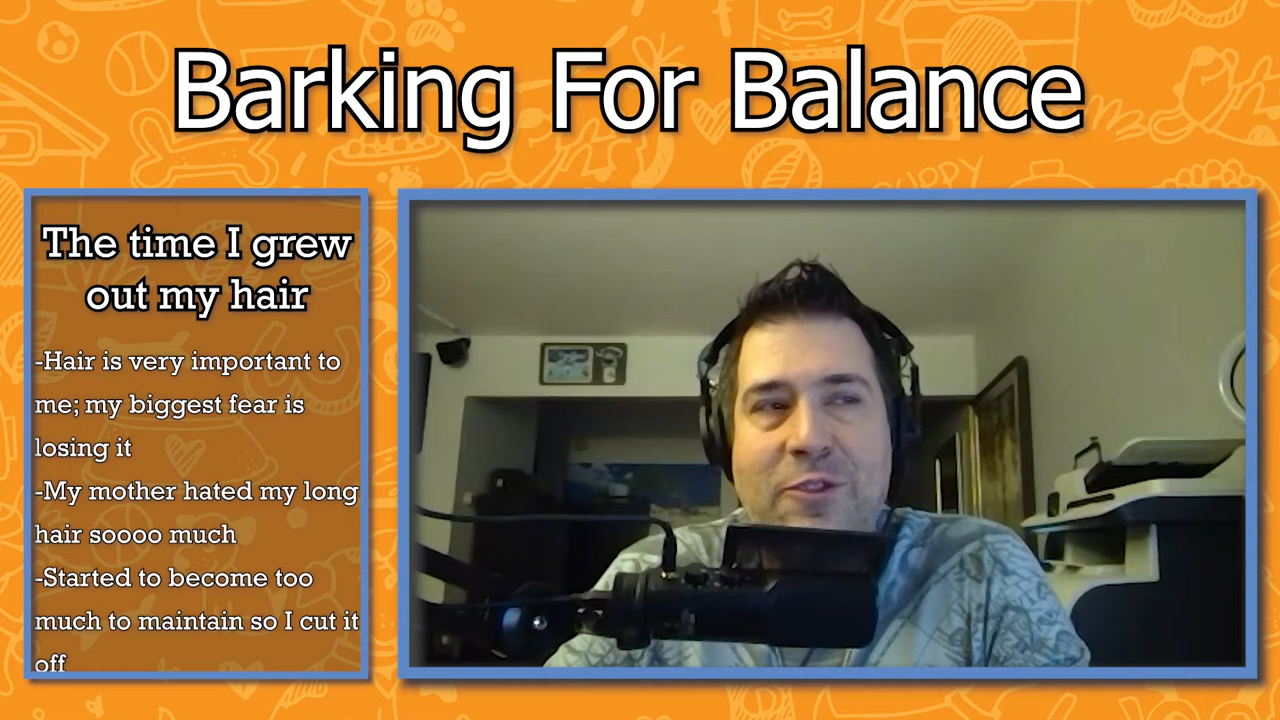 Barking For Balance
The time I grew
out my hair
-Hair is very important to
me; my biggest fear is
losing it
-My mother hated my long
hair soooo much
-Started to become too
much to maintain so I cut it
off
PUPPY